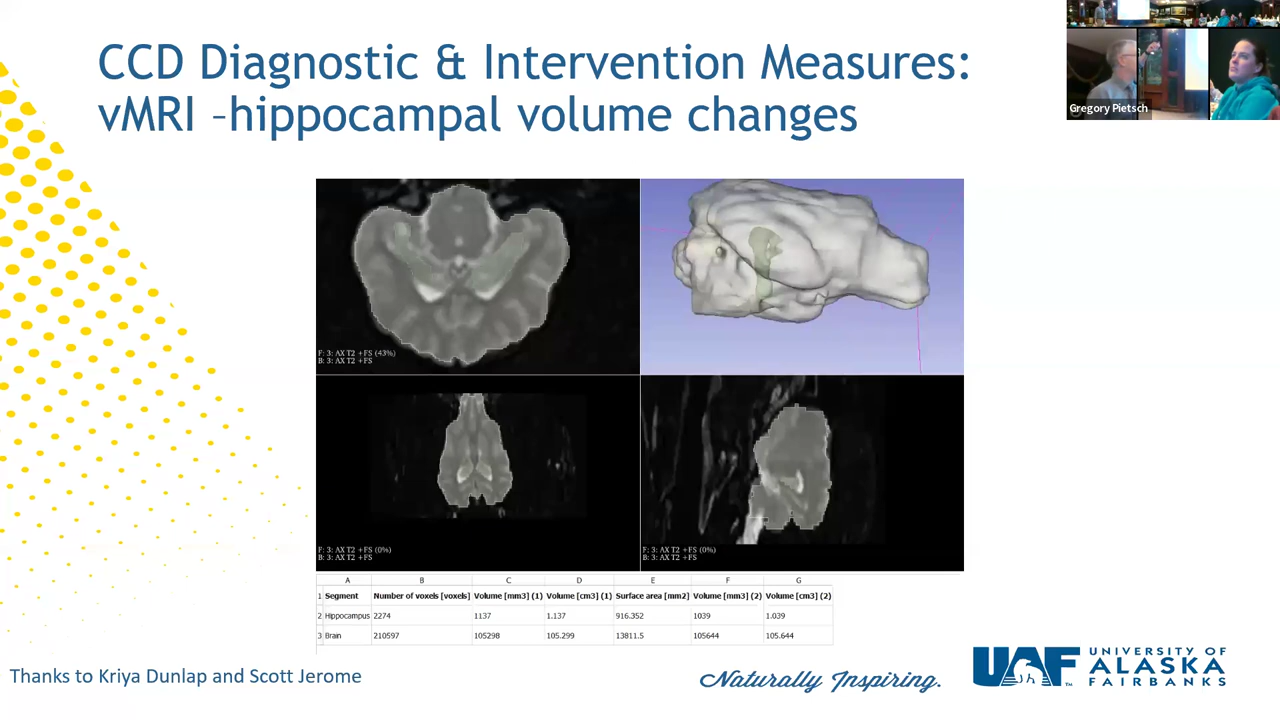 CCD Diagnostic & Intervention Measures:
vMRI –hippocampal volume changes
Gregory Pietsch
F: 3: AX T2 +FS (43%)
B: 3: AX T2 +FS
F: 3: AX T2 +FS (0%)
B: 3: AX T2 +FS
F: 3: AX T2 +FS (0%)
B: 3: AX T2 +FS
A B C D E F G
1 Segment Number of voxels [voxels] Volume [mm3] (1) Volume [cm3] (1) Surface area [mm2] Volume [mm3] (2) Volume [cm3] (2)
2 Hippocampus 2274 1137 1.137 916.352 1039 1.039
3 Brain 210597 105298 105.299 13811.5 105644 105.644
Thanks to Kriya Dunlap and Scott Jerome
Naturally Inspiring.
UAF
TM
UNIVERSITY OF
ALASKA
FAIRBANKS